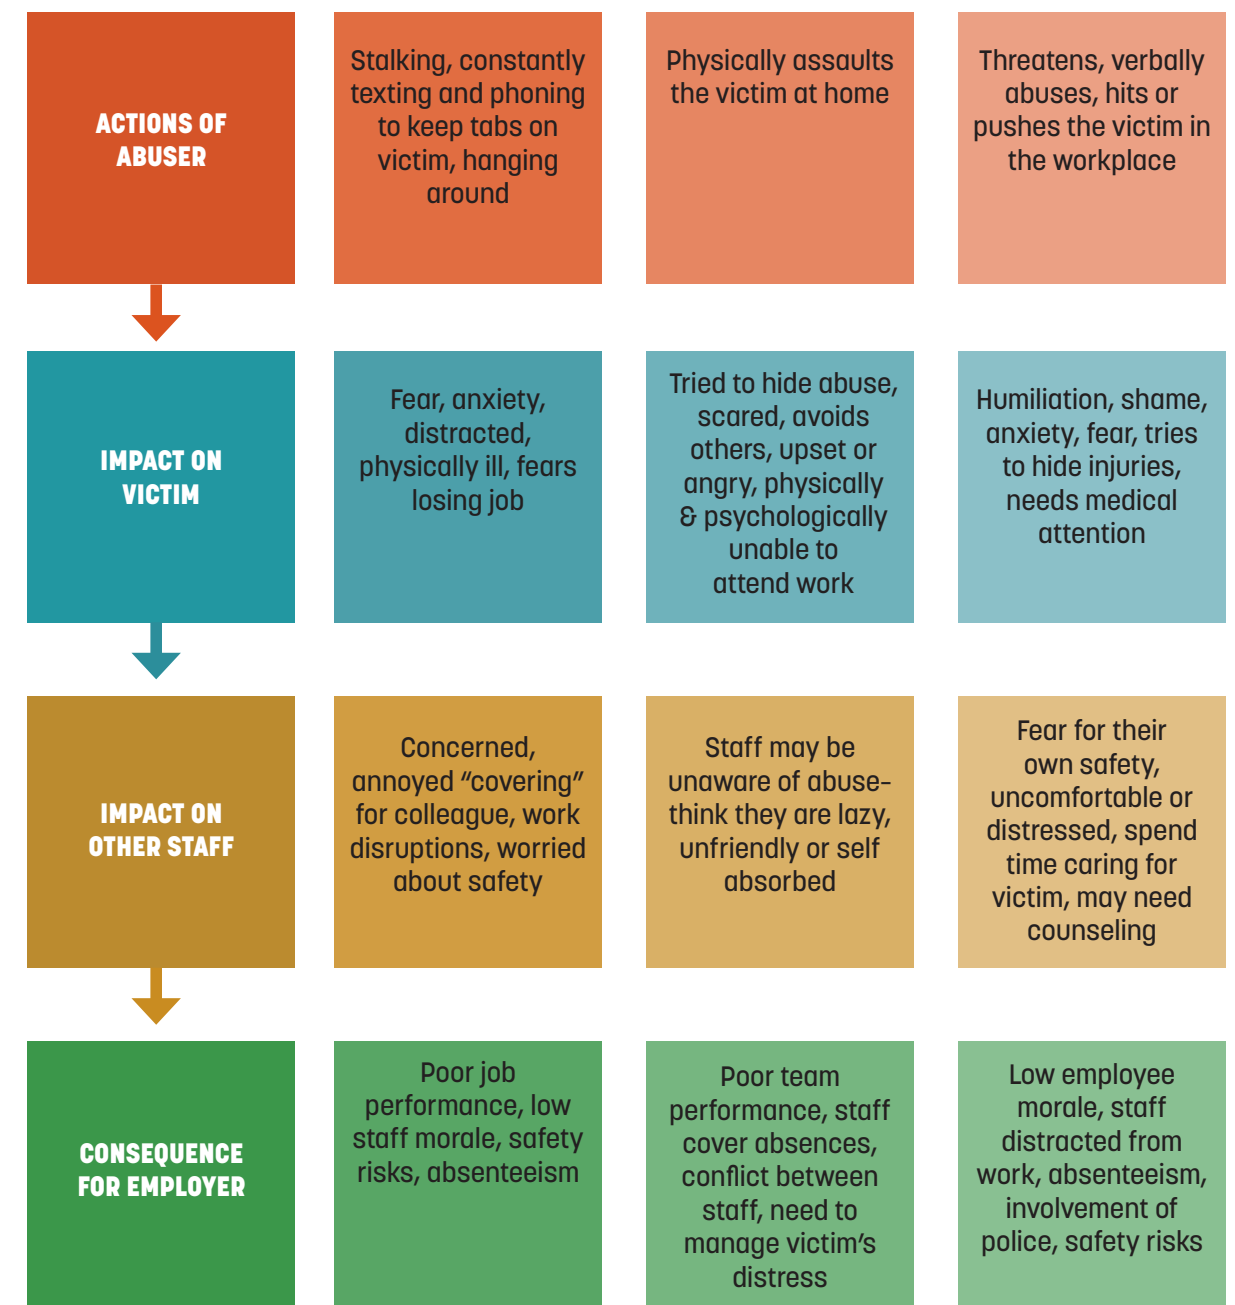 ACTIONS OF
ABUSER
Stalking, constantly
texting and phoning
to keep tabs on
victim, hanging
around
Physically assaults
the victim at home
Threatens, verbally
abuses, hits or
pushes the victim in
the workplace
IMPACT ON
VICTIM
Fear, anxiety,
distracted,
physically ill, fears
losing job
Tried to hide abuse,
scared, avoids
others, upset or
angry, physically
& psychologically
unable to
attend work
Humiliation, shame,
anxiety, fear, tries
to hide injuries,
needs medical
attention
IMPACT ON
OTHER STAFF
Concerned,
annoyed “covering”
for colleague, work
disruptions, worried
about safety
Staff may be
unaware of abuse-
think they are lazy,
unfriendly or self
absorbed
Fear for their
own safety,
uncomfortable or
distressed, spend
time caring for
victim, may need
counseling
CONSEQUENCE
FOR EMPLOYER
Poor job
performance, low
staff morale, safety
risks, absenteeism
Poor team
performance, staff
cover absences,
conflict between
staff, need to
manage victim’s
distress
Low employee
morale, staff
distracted from
work, absenteeism,
involvement of
police, safety risks